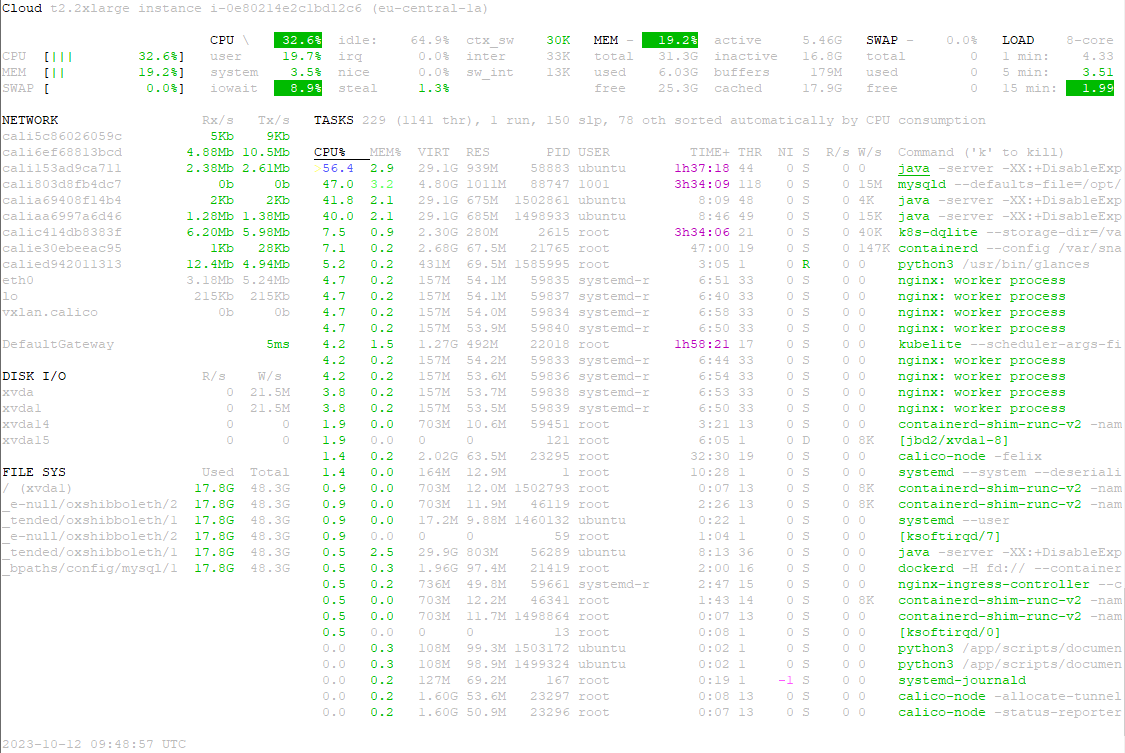 Cloud t2.2xlarge instance i-0e80214e2c1bd12c6 (eu-central-1a)
CPU \ 32.6% idle: 64.9% ctx_sw 30K MEM - 19.2% active 5.46G SWAP - 0.0% LOAD 8-core
CPU [||| 32.6%] user 19.7% irq 0.0% inter 33K total 31.3G inactive 16.8G total 0 1 min: 4.33
MEM [|| 19.2%] system 3.5% nice 0.0% sw_int 13K used 6.03G buffers 179M used 0 5 min: 3.51
SWAP [ 0.0%] iowait 8.9% steal 1.3% free 25.3G cached 17.9G free 0 15 min: 1.99
NETWORK Rx/s Tx/s TASKS 229 (1141 thr), 1 run, 150 slp, 78 oth sorted automatically by CPU consumption
cali5c86026059c 5Kb 9Kb
cali6ef68813bcd 4.88Mb 10.5Mb CPU% MEM% VIRT RES PID USER TIME+ THR NI S R/s W/s Command ('k' to kill)
cali153ad9ca711 2.38Mb 2.61Mb 56.4 2.9 29.1G 939M 58883 ubuntu 1h37:18 44 0 S 0 0 java -server -XX:+DisableExp
cali803d8fb4dc7 0b 0b 47.0 3.2 4.80G 1011M 88747 1001 3h34:09 118 0 S 0 15M mysqld --defaults-file=/opt/
calia69408f14b4 2Kb 2Kb 41.8 2.1 29.1G 675M 1502861 ubuntu 8:09 48 0 S 0 4K java -server -XX:+DisableExp
caliaa6997a6d46 1.28Mb 1.38Mb 40.0 2.1 29.1G 685M 1498933 ubuntu 8:46 49 0 S 0 15K java -server -XX:+DisableExp
calic414db8383f 6.20Mb 5.98Mb 7.5 0.9 2.30G 280M 2615 root 3h34:06 21 0 S 0 40K k8s-dqlite --storage-dir=/va
calie30ebeeac95 1Kb 28Kb 7.1 0.2 2.68G 67.5M 21765 root 47:00 19 0 S 0 147K containerd --config /var/sna
calied942011313 12.4Mb 4.94Mb 5.2 0.2 431M 69.5M 1585995 root 3:05 1 0 R 0 0 python3 /usr/bin/glances
eth0 3.18Mb 5.24Mb 4.7 0.2 157M 54.1M 59835 systemd-r 6:51 33 0 S 0 0 nginx: worker process
lo 215Kb 215Kb 4.7 0.2 157M 54.1M 59837 systemd-r 6:40 33 0 S 0 0 nginx: worker process
vxlan.calico 0b 0b 4.7 0.2 157M 54.0M 59834 systemd-r 6:58 33 0 S 0 0 nginx: worker process
4.7 0.2 157M 53.9M 59840 systemd-r 6:50 33 0 S 0 0 nginx: worker process
DefaultGateway 5ms 4.2 1.5 1.27G 492M 22018 root 1h58:21 17 0 S 0 0 kubelite --scheduler-args-fi
4.2 0.2 157M 54.2M 59833 systemd-r 6:44 33 0 S 0 0 nginx: worker process
DISK I/O R/s W/s 4.2 0.2 157M 53.6M 59836 systemd-r 6:54 33 0 S 0 0 nginx: worker process
xvda 0 21.5M 3.8 0.2 157M 53.7M 59838 systemd-r 6:53 33 0 S 0 0 nginx: worker process
xvda1 0 21.5M 3.8 0.2 157M 53.5M 59839 systemd-r 6:50 33 0 S 0 0 nginx: worker process
xvda14 0 0 1.9 0.0 703M 10.6M 59451 root 3:21 13 0 S 0 0 containerd-shim-runc-v2 -nam
xvda15 0 0 1.9 0.0 0 0 121 root 6:05 1 0 D 0 8K [jbd2/xvda1-8]
1.4 0.2 2.02G 63.5M 23295 root 32:30 19 0 S 0 0 calico-node -felix
FILE SYS Used Total 1.4 0.0 164M 12.9M 1 root 10:28 1 0 S 0 0 systemd --system --deseriali
/ (xvda1) 17.8G 48.3G 0.9 0.0 703M 12.0M 1502793 root 0:07 13 0 S 0 8K containerd-shim-runc-v2 -nam
_e-null/oxshibboleth/2 17.8G 48.3G 0.9 0.0 703M 11.9M 46119 root 2:26 13 0 S 0 8K containerd-shim-runc-v2 -nam
_tended/oxshibboleth/1 17.8G 48.3G 0.9 0.0 17.2M 9.88M 1460132 ubuntu 0:22 1 0 S 0 0 systemd --user
_e-null/oxshibboleth/2 17.8G 48.3G 0.9 0.0 0 0 59 root 1:04 1 0 S 0 0 [ksoftirqd/7]
_tended/oxshibboleth/1 17.8G 48.3G 0.5 2.5 29.9G 803M 56289 ubuntu 8:13 36 0 S 0 0 java -server -XX:+DisableExp
_bpaths/config/mysql/1 17.8G 48.3G 0.5 0.3 1.96G 97.4M 21419 root 2:00 16 0 S 0 0 dockerd -H fd:// --container
0.5 0.2 736M 49.8M 59661 systemd-r 2:47 15 0 S 0 0 nginx-ingress-controller --c
0.5 0.0 703M 12.2M 46341 root 1:43 14 0 S 0 8K containerd-shim-runc-v2 -nam
0.5 0.0 703M 11.7M 1498864 root 0:07 13 0 S 0 0 containerd-shim-runc-v2 -nam
0.5 0.0 0 0 13 root 0:08 1 0 S 0 0 [ksoftirqd/0]
0.0 0.3 108M 99.3M 1503172 ubuntu 0:02 1 0 S 0 0 python3 /app/scripts/documen
0.0 0.3 108M 98.9M 1499324 ubuntu 0:02 1 0 S 0 0 python3 /app/scripts/documen
0.0 0.2 127M 69.2M 167 root 0:19 1 -1 S 0 0 systemd-journald
0.0 0.2 1.60G 53.6M 23297 root 0:08 13 0 S 0 0 calico-node -allocate-tunnel
0.0 0.2 1.60G 50.9M 23296 root 0:07 13 0 S 0 0 calico-node -status-reporter
2023-10-12 09:48:57 UTC